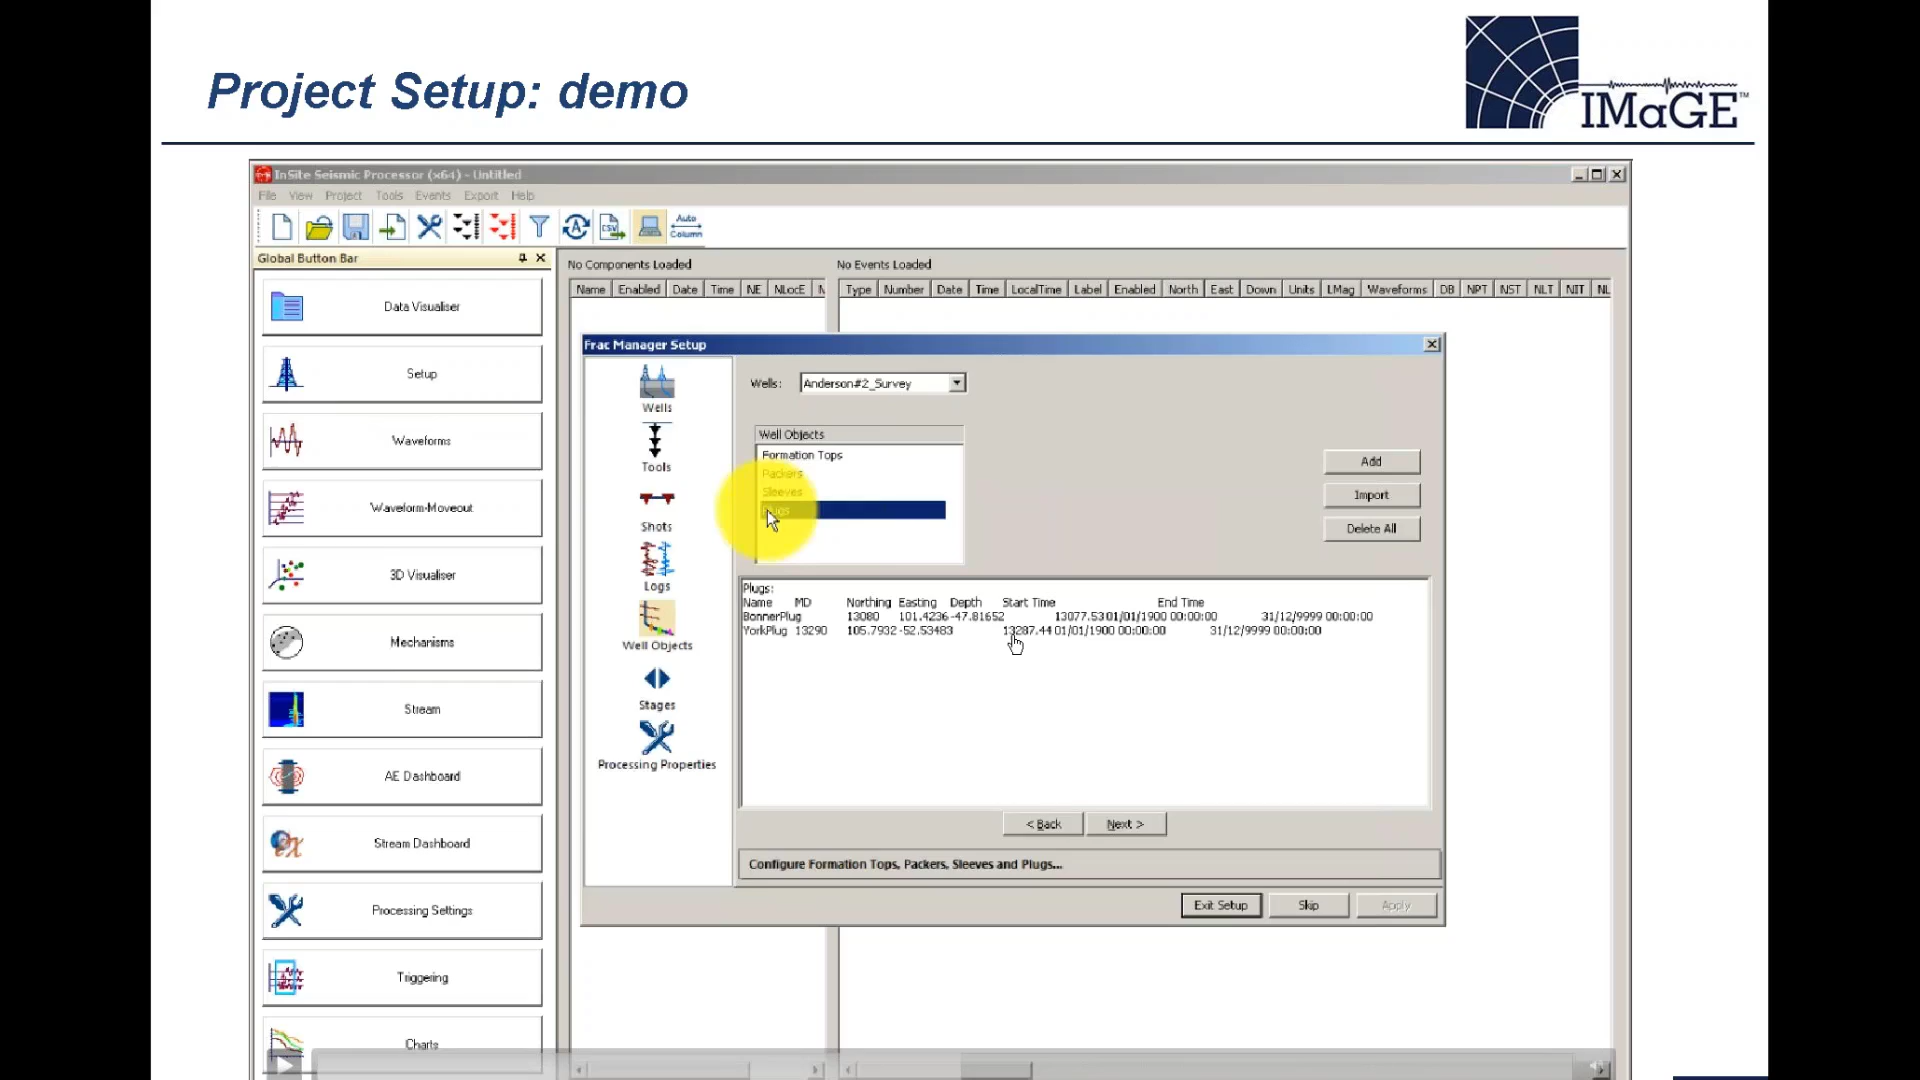 Project Setup: demo
IMaGE™
InSite Seismic Processor (x64) - Untitled
File View Project Tools Events Export Help
CSV
Auto
Column
Global Button Bar
Data Visualiser
Setup
Waveforms
Waveform-Moveout
3D Visualiser
Mechanisms
Stream
AE Dashboard
Stream Dashboard
Processing Settings
Triggering
Charts
No Components Loaded
Name Enabled Date Time NE NLocE
No Events Loaded
Type Number Date Time LocalTime Label Enabled North East Down Units LMag Waveforms DB NPT NST NLT NIT NL
Frac Manager Setup
Wells
Tools
Shots
Logs
Well Objects
Stages
Processing Properties
Wells: Anderson#2_Survey
Well Objects
Formation Tops
Packers
Sleeves
Plugs
Add
Import
Delete All
Plugs:
Name MD Northing Easting Depth Start Time End Time
BonnerPlug 13080 101.4236 -47.81652 13077.53 01/01/1900 00:00:00 31/12/9999 00:00:00
YorkPlug 13290 105.7932 -52.53483 13287.44 01/01/1900 00:00:00 31/12/9999 00:00:00
< Back Next >
Configure Formation Tops, Packers, Sleeves and Plugs...
Exit Setup Skip Apply